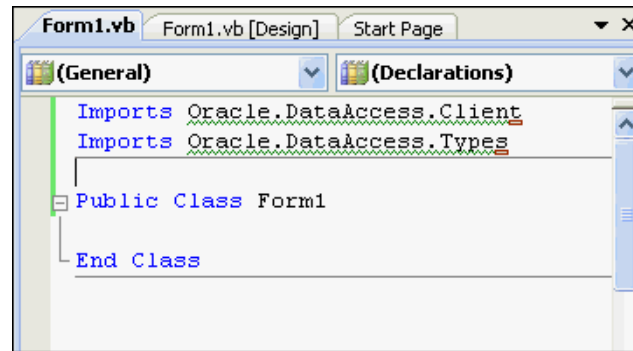 Form1.vb Form1.vb [Design] Start Page
(General) (Declarations)
Imports Oracle.DataAccess.Client
Imports Oracle.DataAccess.Types
Public Class Form1
End Class